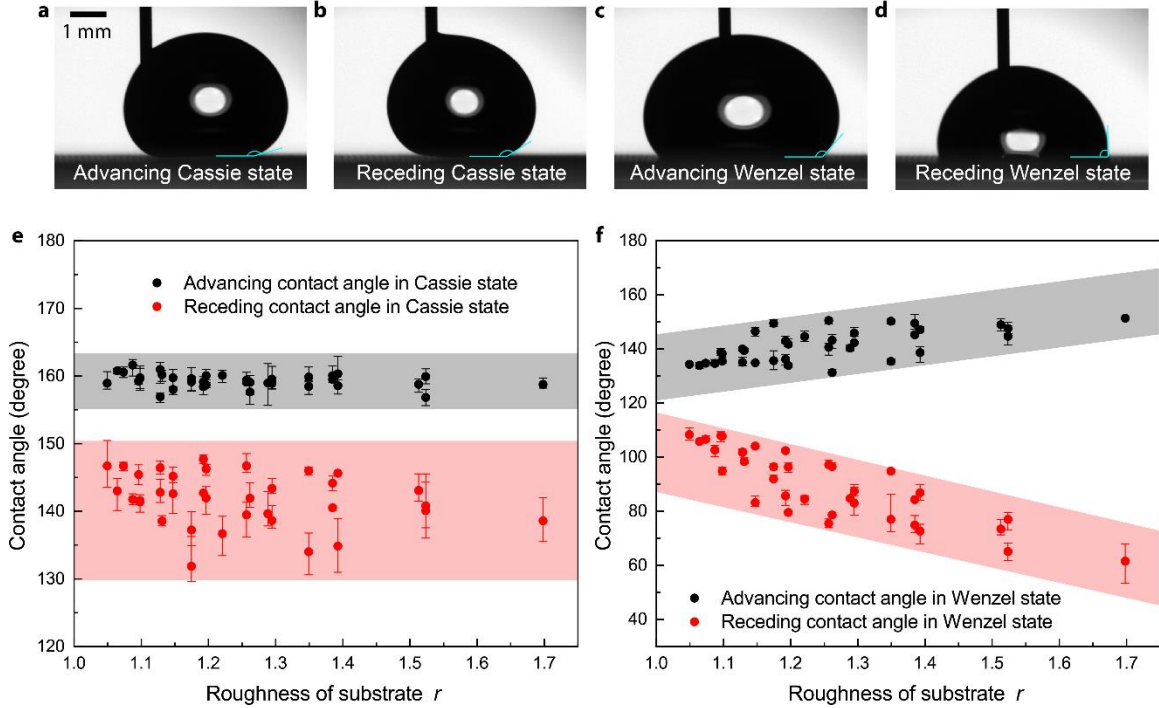 a
b
c
d
1 mm
Advancing Cassie state
Receding Cassie state
Advancing Wenzel state
Receding Wenzel state
e
180
170
160
150
140
130
120
Contact angle (degree)
Advancing contact angle in Cassie state
Receding contact angle in Cassie state
1.0 1.1 1.2 1.3 1.4 1.5 1.6 1.7
Roughness of substrate r
f
180
160
140
120
100
80
60
40
Contact angle (degree)
Advancing contact angle in Wenzel state
Receding contact angle in Wenzel state
1.0 1.1 1.2 1.3 1.4 1.5 1.6 1.7
Roughness of substrate r